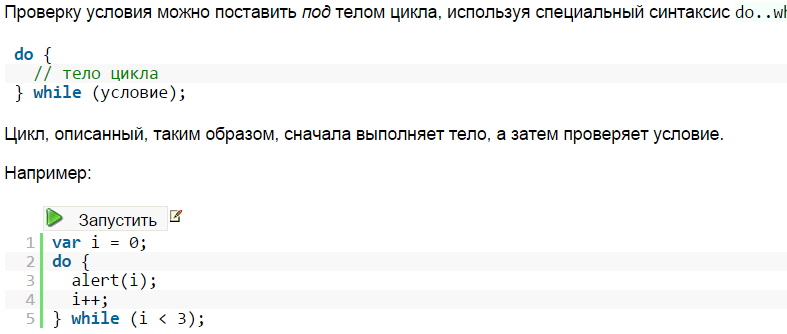 Проверку условия можно поставить под телом цикла, используя специальный синтаксис do..wh
do {
// тело цикла
} while (условие);
Цикл, описанный, таким образом, сначала выполняет тело, а затем проверяет условие.
Например:
Запустить
1 var i = 0;
2 do {
3 alert(i);
4 i++;
5 } while (i < 3);